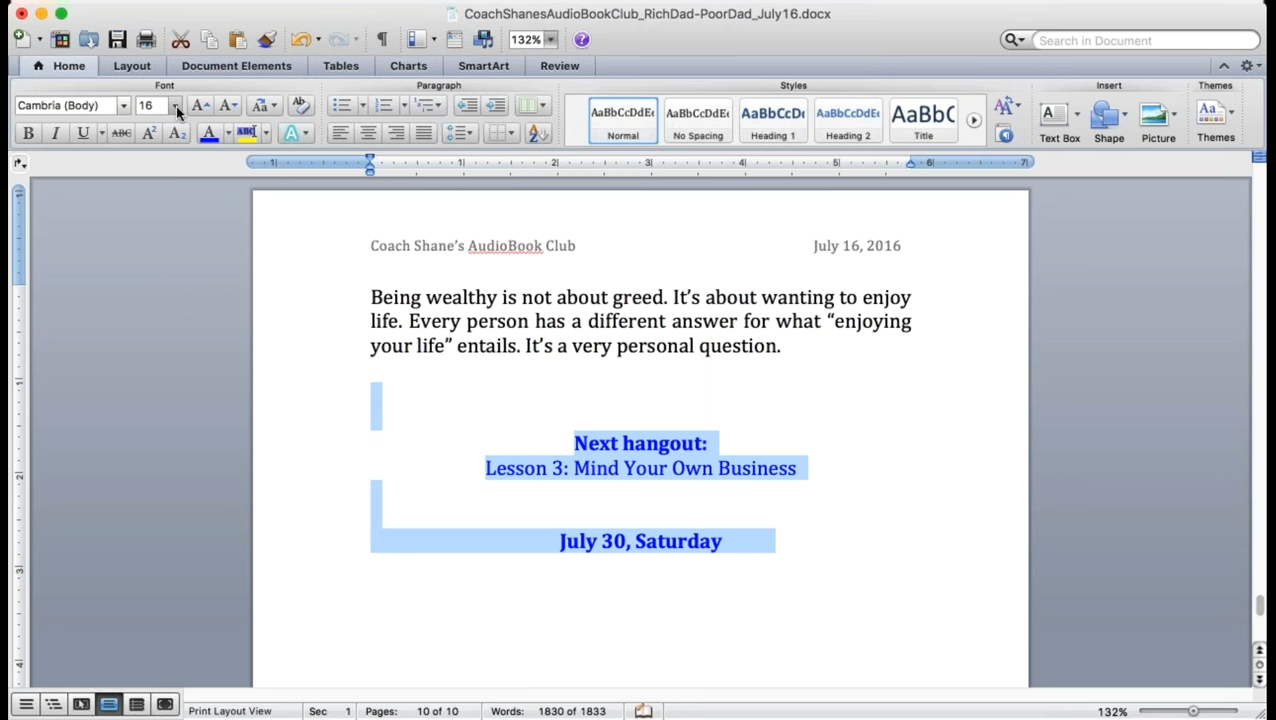 CoachShanesAudioBookClub_RichDad-PoorDad_July16.docx
132%
Search in Document
Home Layout Document Elements Tables Charts SmartArt Review
Font Paragraph Styles Insert Themes
Cambria (Body) 16
AaBbCcDdEe AaBbCcDdEe AaBbCcDd AaBbCcDdEe AaBbC
Normal No Spacing Heading 1 Heading 2 Title
Text Box Shape Picture Themes
Coach Shane's AudioBook Club July 16, 2016
Being wealthy is not about greed. It's about wanting to enjoy
life. Every person has a different answer for what “enjoying
your life” entails. It's a very personal question.
Next hangout:
Lesson 3: Mind Your Own Business
July 30, Saturday
Print Layout View Sec 1 Pages: 10 of 10 Words: 1830 of 1833 132%